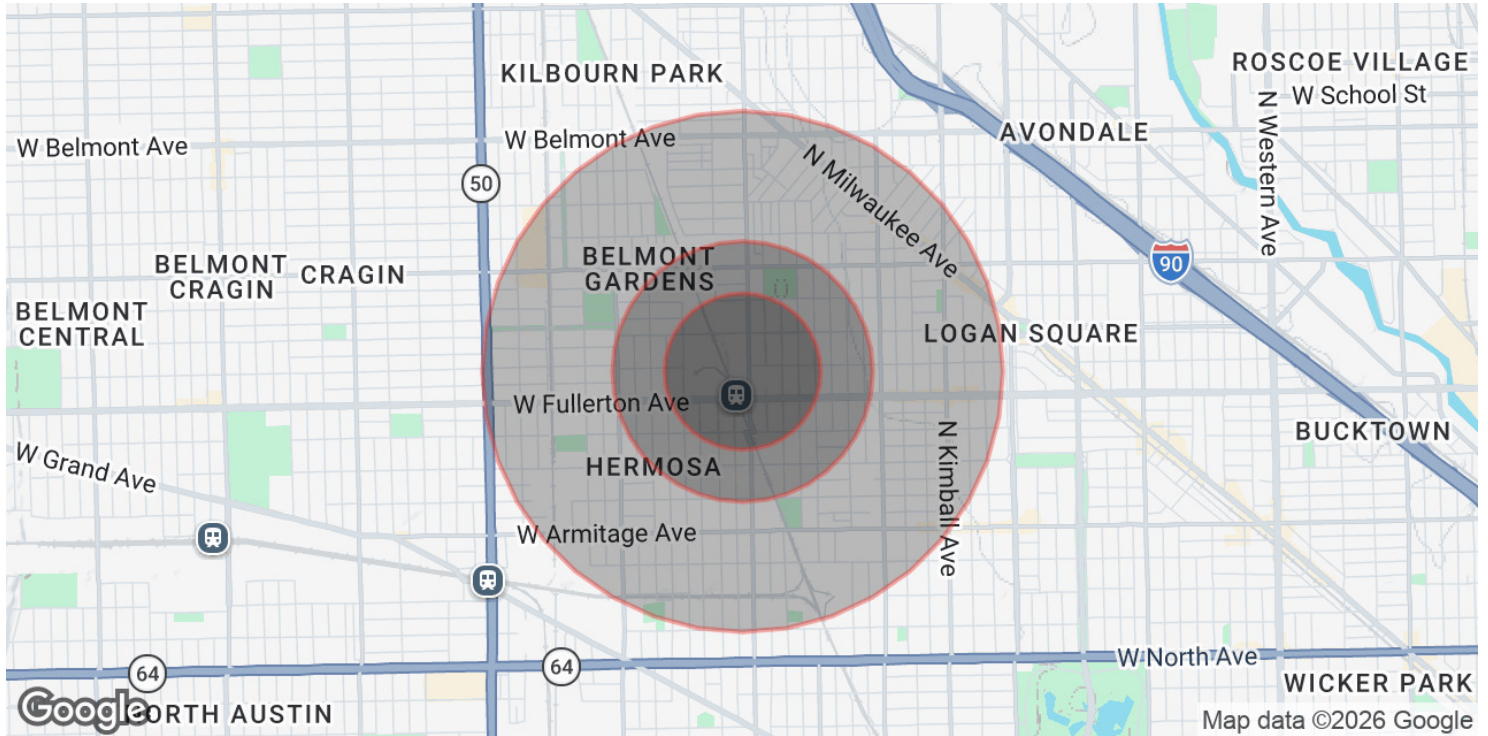 KILBOURN PARK
ROSCOE VILLAGE
W School St
N Western Ave
AVONDALE
W Belmont Ave
W Belmont Ave
N Milwaukee Ave
50
BELMONT
GARDENS
BELMONT
CRAGIN
CRAGIN
90
BELMONT
CENTRAL
LOGAN SQUARE
W Fullerton Ave
BUCKTOWN
N Kimball Ave
W Grand Ave
HERMOSA
W Armitage Ave
64
64
W North Ave
WICKER PARK
Google
NORTH AUSTIN
Map data ©2026 Google